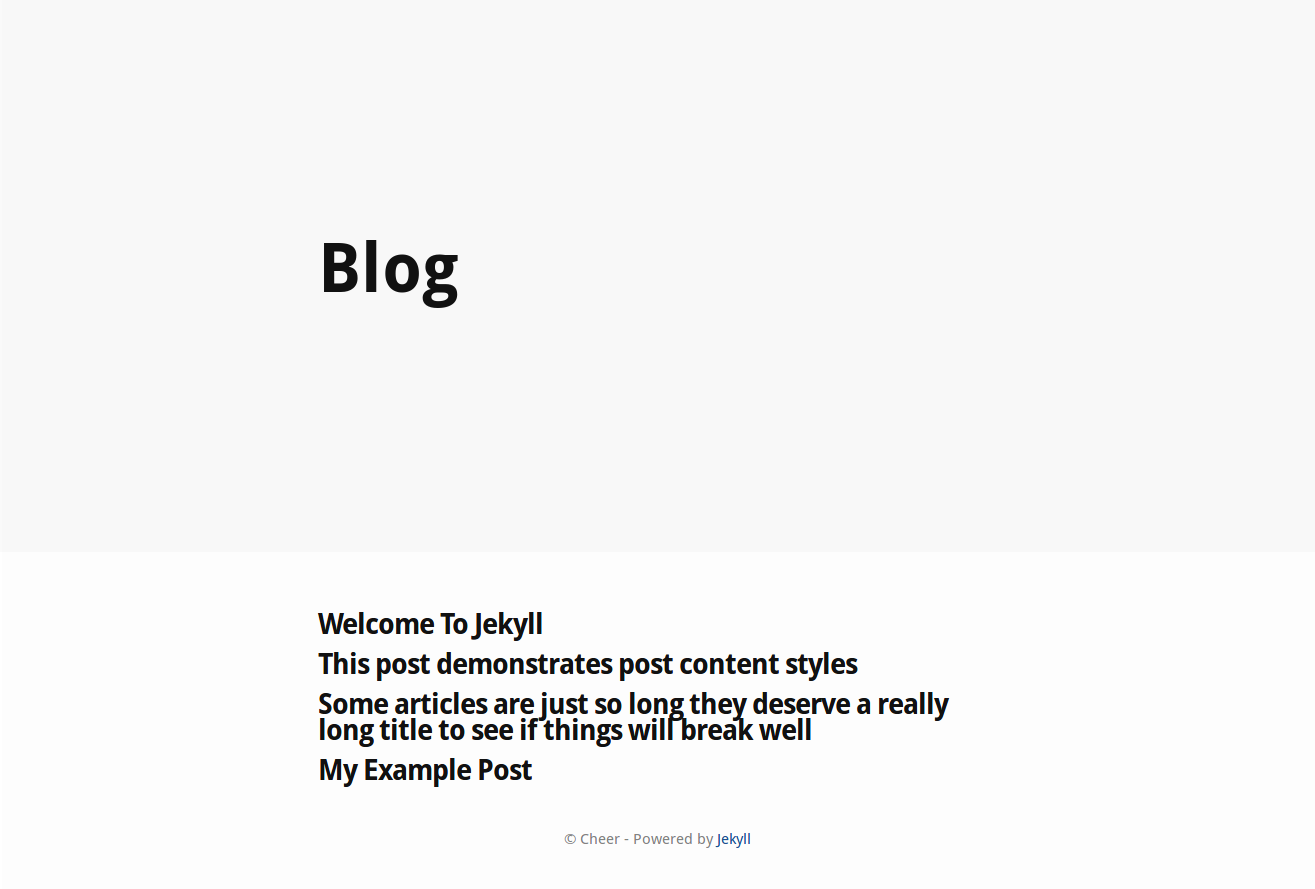 Blog
Welcome To Jekyll
This post demonstrates post content styles
Some articles are just so long they deserve a really
long title to see if things will break well
My Example Post
© Cheer - Powered by Jekyll